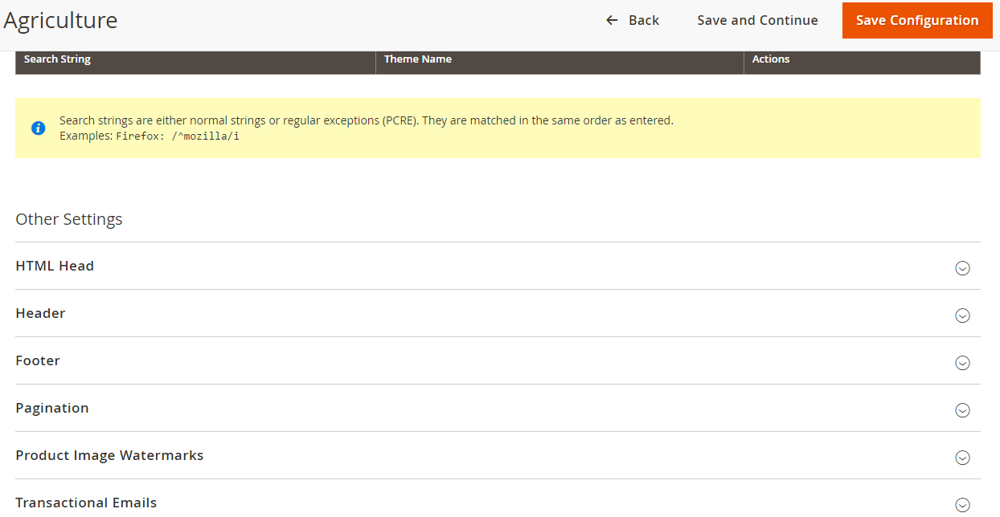 Agriculture
Back
Save and Continue
Save Configuration
Search String
Theme Name
Actions
Search strings are either normal strings or regular exceptions (PCRE). They are matched in the same order as entered.
Examples: Firefox: /^mozilla/i
Other Settings
HTML Head
Header
Footer
Pagination
Product Image Watermarks
Transactional Emails